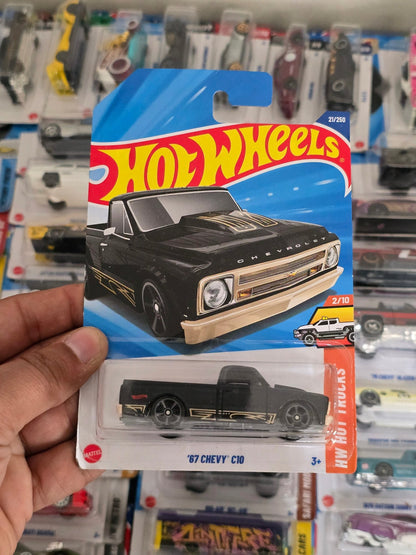 21/250
HOT WHEELS
CHEVROLET
2/10
HW HOT TRUCKS
MATTEL
'67 CHEVY C10
3+